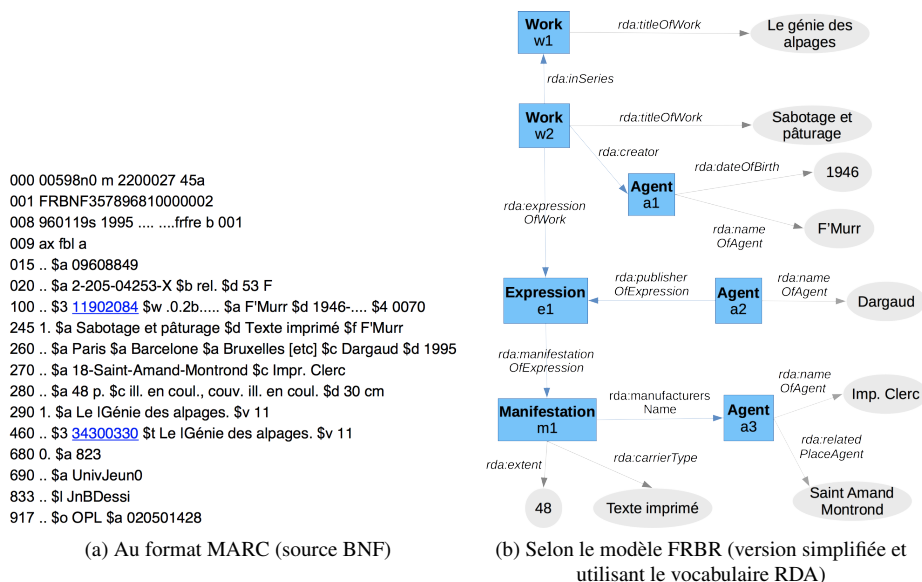 000 00598n0 m 2200027 45a
001 FRBNF357896810000002
008 960119s 1995 .... ....frfre b 001
009 ax fbl a
015 .. $a 09608849
020 .. $a 2-205-04253-X $b rel. $d 53 F
100 .. $3 11902084 $w .0.2b..... $a F'Murr $d 1946-.... $4 0070
245 1. $a Sabotage et pâturage $d Texte imprimé $f F'Murr
260 .. $a Paris $a Barcelone $a Bruxelles [etc] $c Dargaud $d 1995
270 .. $a 18-Saint-Amand-Montrond $c Impr. Clerc
280 .. $a 48 p. $c ill. en coul., couv. ill. en coul. $d 30 cm
290 1. $a Le |Génie des alpages. $v 11
460 .. $3 34300330 $t Le |Génie des alpages. $v 11
680 0. $a 823
690 .. $a UnivJeun0
833 .. $l JnBDessi
917 .. $o OPL $a 020501428
(a) Au format MARC (source BNF)
Work
w1
rda:titleOfWork
Le génie des
alpages
rda:inSeries
Work
w2
rda:titleOfWork
Sabotage et
pâturage
rda:creator
rda:dateOfBirth
1946
Agent
a1
rda:expression
OfWork
rda:name
OfAgent
F'Murr
Expression
e1
rda:publisher
OfExpression
Agent
a2
rda:name
OfAgent
Dargaud
rda:manifestation
OfExpression
Manifestation
m1
rda:manufacturers
Name
Agent
a3
rda:name
OfAgent
Imp. Clerc
rda:related
PlaceAgent
rda:extent
rda:carrierType
48
Texte imprimé
Saint Amand
Montrond
(b) Selon le modèle FRBR (version simplifiée et
utilisant le vocabulaire RDA)